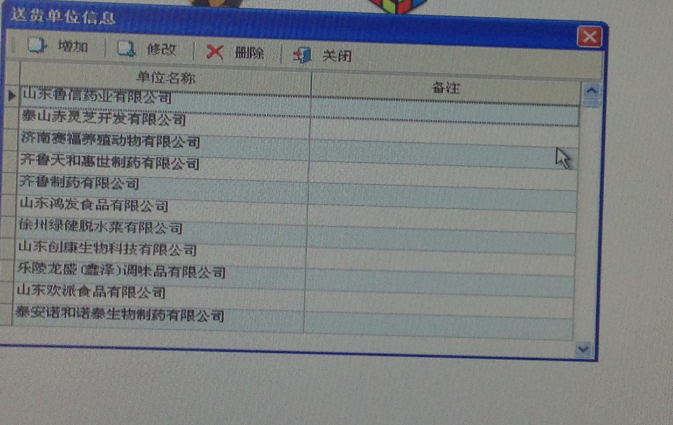 送货单位信息
增加 修改 删除 关闭
单位名称 备注
山东鲁信药业有限公司
泰山赤灵芝开发有限公司
济南赛福养殖动物有限公司
齐鲁天和惠世制药有限公司
齐鲁制药有限公司
山东鸿发食品有限公司
徐州绿健脱水菜有限公司
山东创康生物科技有限公司
乐陵龙盛(鑫泽)调味品有限公司
山东欢派食品有限公司
泰安诺和诺泰生物制药有限公司